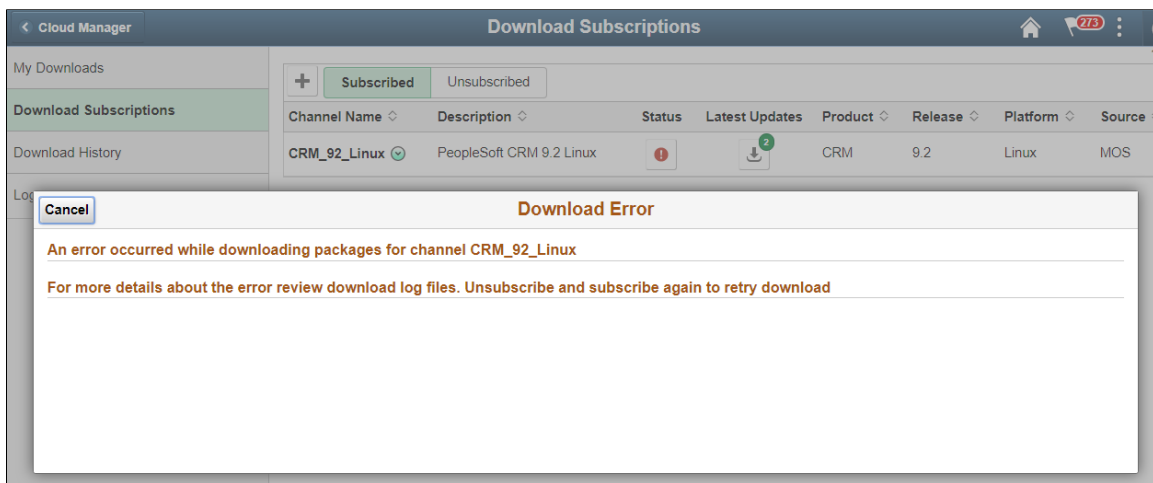 Cloud Manager
Download Subscriptions
273
My Downloads
Download Subscriptions
Download History
Log
Subscribed Unsubscribed
Channel Name Description Status Latest Updates Product Release Platform Source
CRM_92_Linux PeopleSoft CRM 9.2 Linux 2 CRM 9.2 Linux MOS
Cancel
Download Error
An error occurred while downloading packages for channel CRM_92_Linux
For more details about the error review download log files. Unsubscribe and subscribe again to retry download